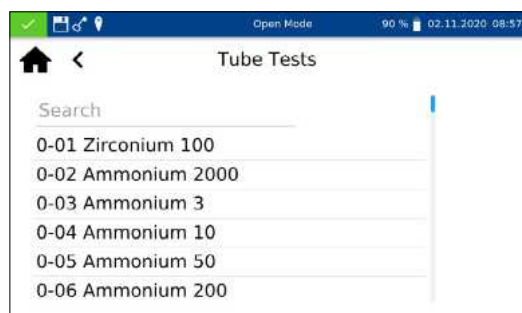 Open Mode 90 % 02.11.2020 08:57
Tube Tests
Search
0-01 Zirconium 100
0-02 Ammonium 2000
0-03 Ammonium 3
0-04 Ammonium 10
0-05 Ammonium 50
0-06 Ammonium 200